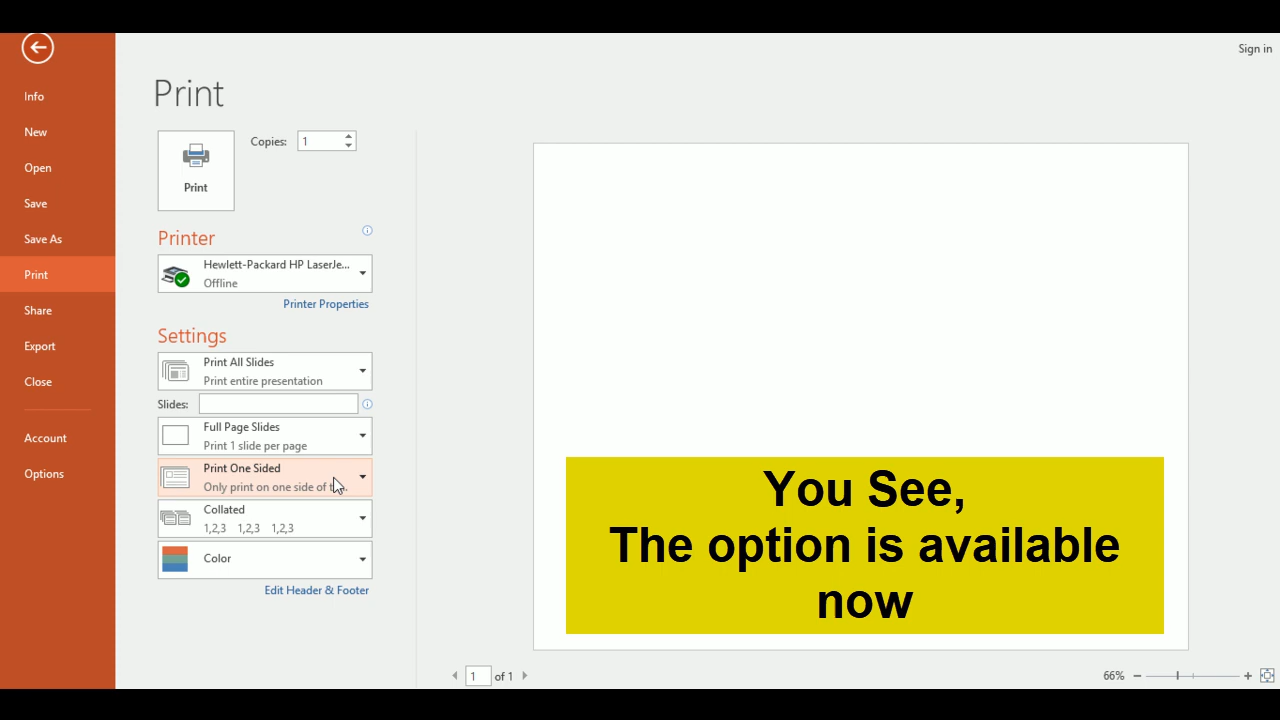 Sign in
Info
New
Open
Save
Save As
Print
Share
Export
Close
Account
Options
Print
Print
Copies: 1
Printer
Hewlett-Packard HP LaserJe...
Offline
Printer Properties
Settings
Print All Slides
Print entire presentation
Slides:
Full Page Slides
Print 1 slide per page
Print One Sided
Only print on one side of
Collated
1,2,3 1,2,3 1,2,3
Color
Edit Header & Footer
You See,
The option is available
now
1 of 1
66%